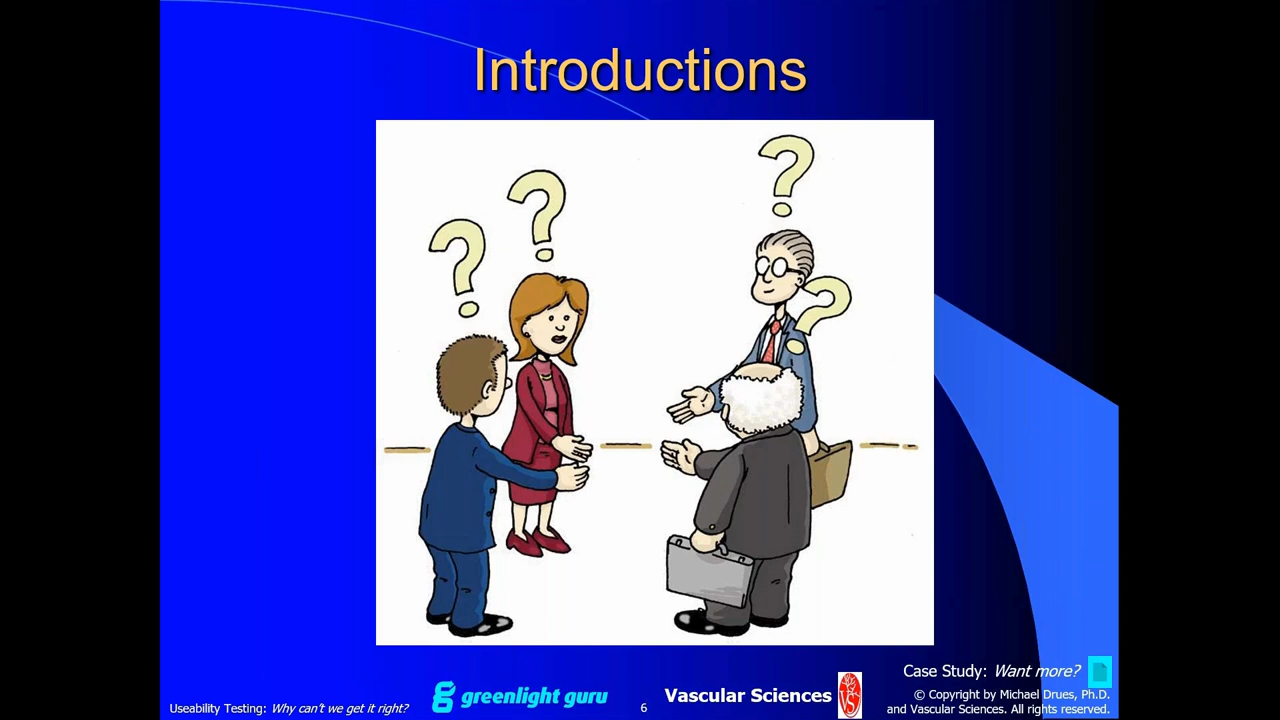 Introductions
? ? ? ?
Case Study: Want more?
Useability Testing: Why can't we get it right?
greenlight guru
6
Vascular Sciences
VS
© Copyright by Michael Drues, Ph.D.
and Vascular Sciences. All rights reserved.